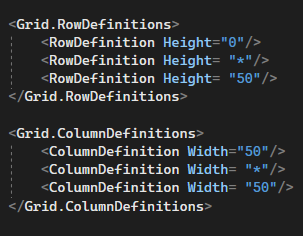 <Grid.RowDefinitions>
<RowDefinition Height="0"/>
<RowDefinition Height= "*"/>
<RowDefinition Height= "50"/>
</Grid.RowDefinitions>
<Grid.ColumnDefinitions>
<ColumnDefinition Width="50"/>
<ColumnDefinition Width= "*"/>
<ColumnDefinition Width= "50"/>
</Grid.ColumnDefinitions>